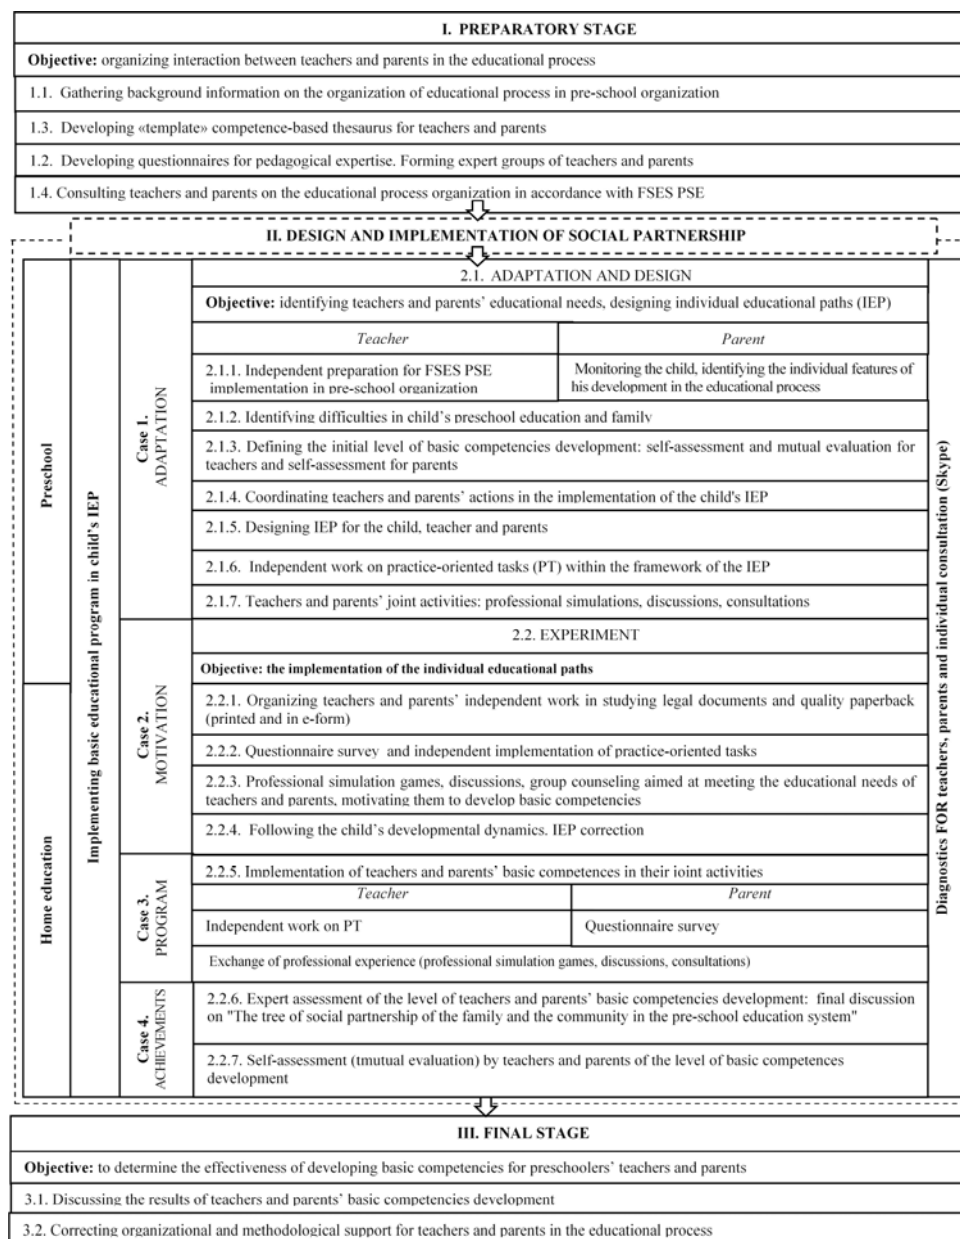 I. PREPARATORY STAGE
Objective: organizing interaction between teachers and parents in the educational process
1.1. Gathering background information on the organization of educational process in pre-school organization
1.3. Developing «template» competence-based thesaurus for teachers and parents
1.2. Developing questionnaires for pedagogical expertise. Forming expert groups of teachers and parents
1.4. Consulting teachers and parents on the educational process organization in accordance with FSES PSE
II. DESIGN AND IMPLEMENTATION OF SOCIAL PARTNERSHIP
Preschool
Home education
Implementing basic educational program in child's IEP
Case 1.
ADAPTATION
2.1. ADAPTATION AND DESIGN
Objective: identifying teachers and parents' educational needs, designing individual educational paths (IEP)
Teacher
Parent
2.1.1. Independent preparation for FSES PSE
implementation in pre-school organization
Monitoring the child, identifying the individual features of
his development in the educational process
2.1.2. Identifying difficulties in child's preschool education and family
2.1.3. Defining the initial level of basic competencies development: self-assessment and mutual evaluation for
teachers and self-assessment for parents
2.1.4. Coordinating teachers and parents' actions in the implementation of the child's IEP
2.1.5. Designing IEP for the child, teacher and parents
2.1.6. Independent work on practice-oriented tasks (PT) within the framework of the IEP
2.1.7. Teachers and parents' joint activities: professional simulations, discussions, consultations
Case 2.
MOTIVATION
2.2. EXPERIMENT
Objective: the implementation of the individual educational paths
2.2.1. Organizing teachers and parents' independent work in studying legal documents and quality paperback
(printed and in e-form)
2.2.2. Questionnaire survey and independent implementation of practice-oriented tasks
2.2.3. Professional simulation games, discussions, group counseling aimed at meeting the educational needs of
teachers and parents, motivating them to develop basic competencies
2.2.4. Following the child's developmental dynamics. IEP correction
Case 3.
PROGRAM
2.2.5. Implementation of teachers and parents' basic competences in their joint activities
Teacher
Parent
Independent work on PT
Questionnaire survey
Exchange of professional experience (professional simulation games, discussions, consultations)
Case 4.
ACHIEVEMENTS
2.2.6. Expert assessment of the level of teachers and parents' basic competencies development: final discussion
on "The tree of social partnership of the family and the community in the pre-school education system"
2.2.7. Self-assessment (tmutual evaluation) by teachers and parents of the level of basic competences
development
Diagnostics FOR teachers, parents and individual consultation (Skype)
III. FINAL STAGE
Objective: to determine the effectiveness of developing basic competencies for preschoolers' teachers and parents
3.1. Discussing the results of teachers and parents' basic competencies development
3.2. Correcting organizational and methodological support for teachers and parents in the educational process